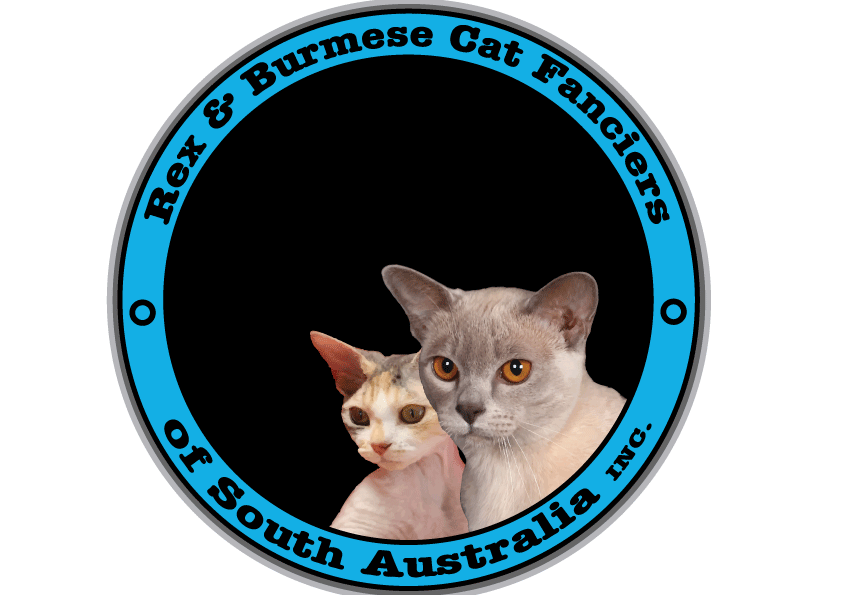 Rex & Burmese Cat Fanciers
of South Australia INC.